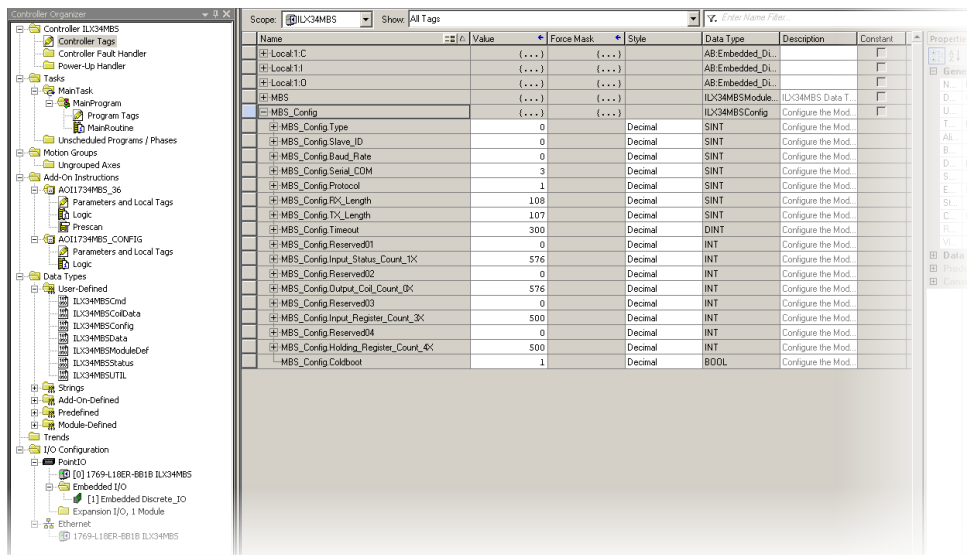 Controller Organizer
Controller ILX34MBS
Controller Tags
Controller Fault Handler
Power-Up Handler
Tasks
MainTask
MainProgram
Program Tags
MainRoutine
Unscheduled Programs / Phases
Motion Groups
Ungrouped Axes
Add-On Instructions
AOI1734MBS_36
Parameters and Local Tags
Logic
Prescan
AOI1734MBS_CONFIG
Parameters and Local Tags
Logic
Data Types
User-Defined
ILX34MBSCmd
ILX34MBSCoilData
ILX34MBSConfig
ILX34MBSData
ILX34MBSModuleDef
ILX34MBSStatus
ILX34MBSUTIL
Strings
Add-On-Defined
Predefined
Module-Defined
Trends
I/O Configuration
PointIO
[0] 1769-L18ER-BB1B ILX34MBS
Embedded I/O
[1] Embedded Discrete_IO
Expansion I/O, 1 Module
Ethernet
1769-L18ER-BB1B ILX34MBS
Scope: ILX34MBS Show: All Tags Enter Name Filter...
Name Value Force Mask Style Data Type Description Constant
Local:1:C {...} {...} AB:Embedded_Di...
Local:1:I {...} {...} AB:Embedded_Di...
Local:1:O {...} {...} AB:Embedded_Di...
MBS {...} {...} ILX34MBSModule... ILX34MBS Data T...
MBS_Config {...} {...} ILX34MBSConfig Configure the Mod...
MBS_Config.Type 0 Decimal SINT Configure the Mod...
MBS_Config.Slave_ID 0 Decimal SINT Configure the Mod...
MBS_Config.Baud_Rate 0 Decimal SINT Configure the Mod...
MBS_Config.Serial_COM 3 Decimal SINT Configure the Mod...
MBS_Config.Protocol 1 Decimal SINT Configure the Mod...
MBS_Config.RX_Length 108 Decimal SINT Configure the Mod...
MBS_Config.TX_Length 107 Decimal SINT Configure the Mod...
MBS_Config.Timeout 300 Decimal DINT Configure the Mod...
MBS_Config.Reserved01 0 Decimal INT Configure the Mod...
MBS_Config.Input_Status_Count_1X 576 Decimal INT Configure the Mod...
MBS_Config.Reserved02 0 Decimal INT Configure the Mod...
MBS_Config.Output_Coil_Count_0X 576 Decimal INT Configure the Mod...
MBS_Config.Reserved03 0 Decimal INT Configure the Mod...
MBS_Config.Input_Register_Count_3X 500 Decimal INT Configure the Mod...
MBS_Config.Reserved04 0 Decimal INT Configure the Mod...
MBS_Config.Holding_Register_Count_4X 500 Decimal INT Configure the Mod...
MBS_Config.Coldboot 1 Decimal BOOL Configure the Mod...
Propertie
Gene
N...
D...
U...
T...
Ali...
B...
D...
S...
E...
St...
C...
R...
Vi...
Data